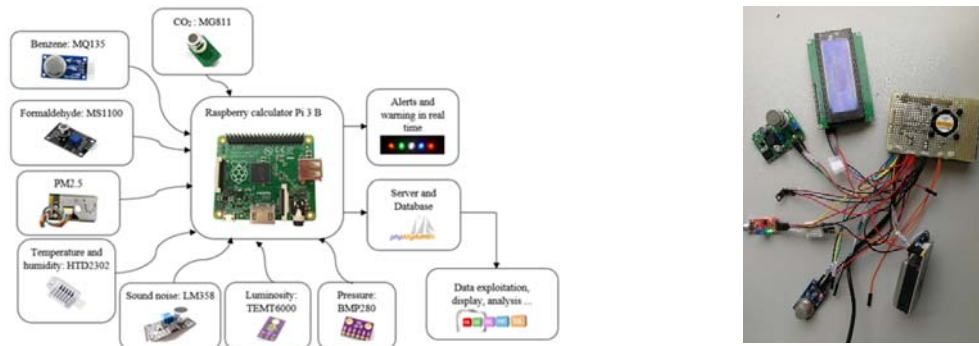 CO₂ : MG811
Benzene: MQ135
Formaldehyde: MS1100
Raspberry calculator Pi 3 B
Alerts and
warning in real
time
PM2.5
Server and
Database
Temperature and
humidity: HTD2302
Sound noise: LM358
Luminosity:
TEMT6000
Pressure:
BMP280
Data exploitation,
display, analysis ...